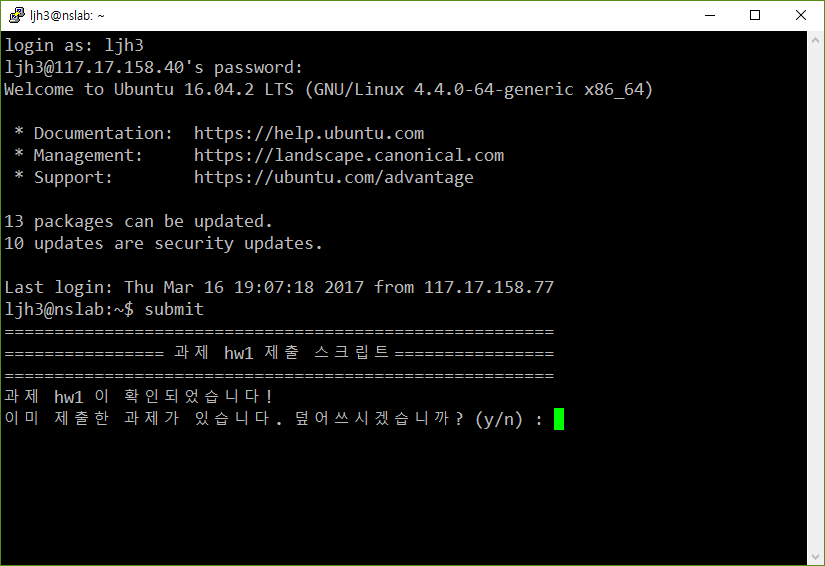 ljh3@nslab: ~
login as: ljh3
ljh3@117.17.158.40's password:
Welcome to Ubuntu 16.04.2 LTS (GNU/Linux 4.4.0-64-generic x86_64)
* Documentation:  https://help.ubuntu.com
* Management:     https://landscape.canonical.com
* Support:        https://ubuntu.com/advantage
13 packages can be updated.
10 updates are security updates.
Last login: Thu Mar 16 19:07:18 2017 from 117.17.158.77
ljh3@nslab:~$ submit
=======================================================
================ 과제 hw1 제출 스크립트================
=======================================================
과제 hw1 이 확인되었습니다!
이미 제출한 과제가 있습니다. 덮어쓰시겠습니까? (y/n) :